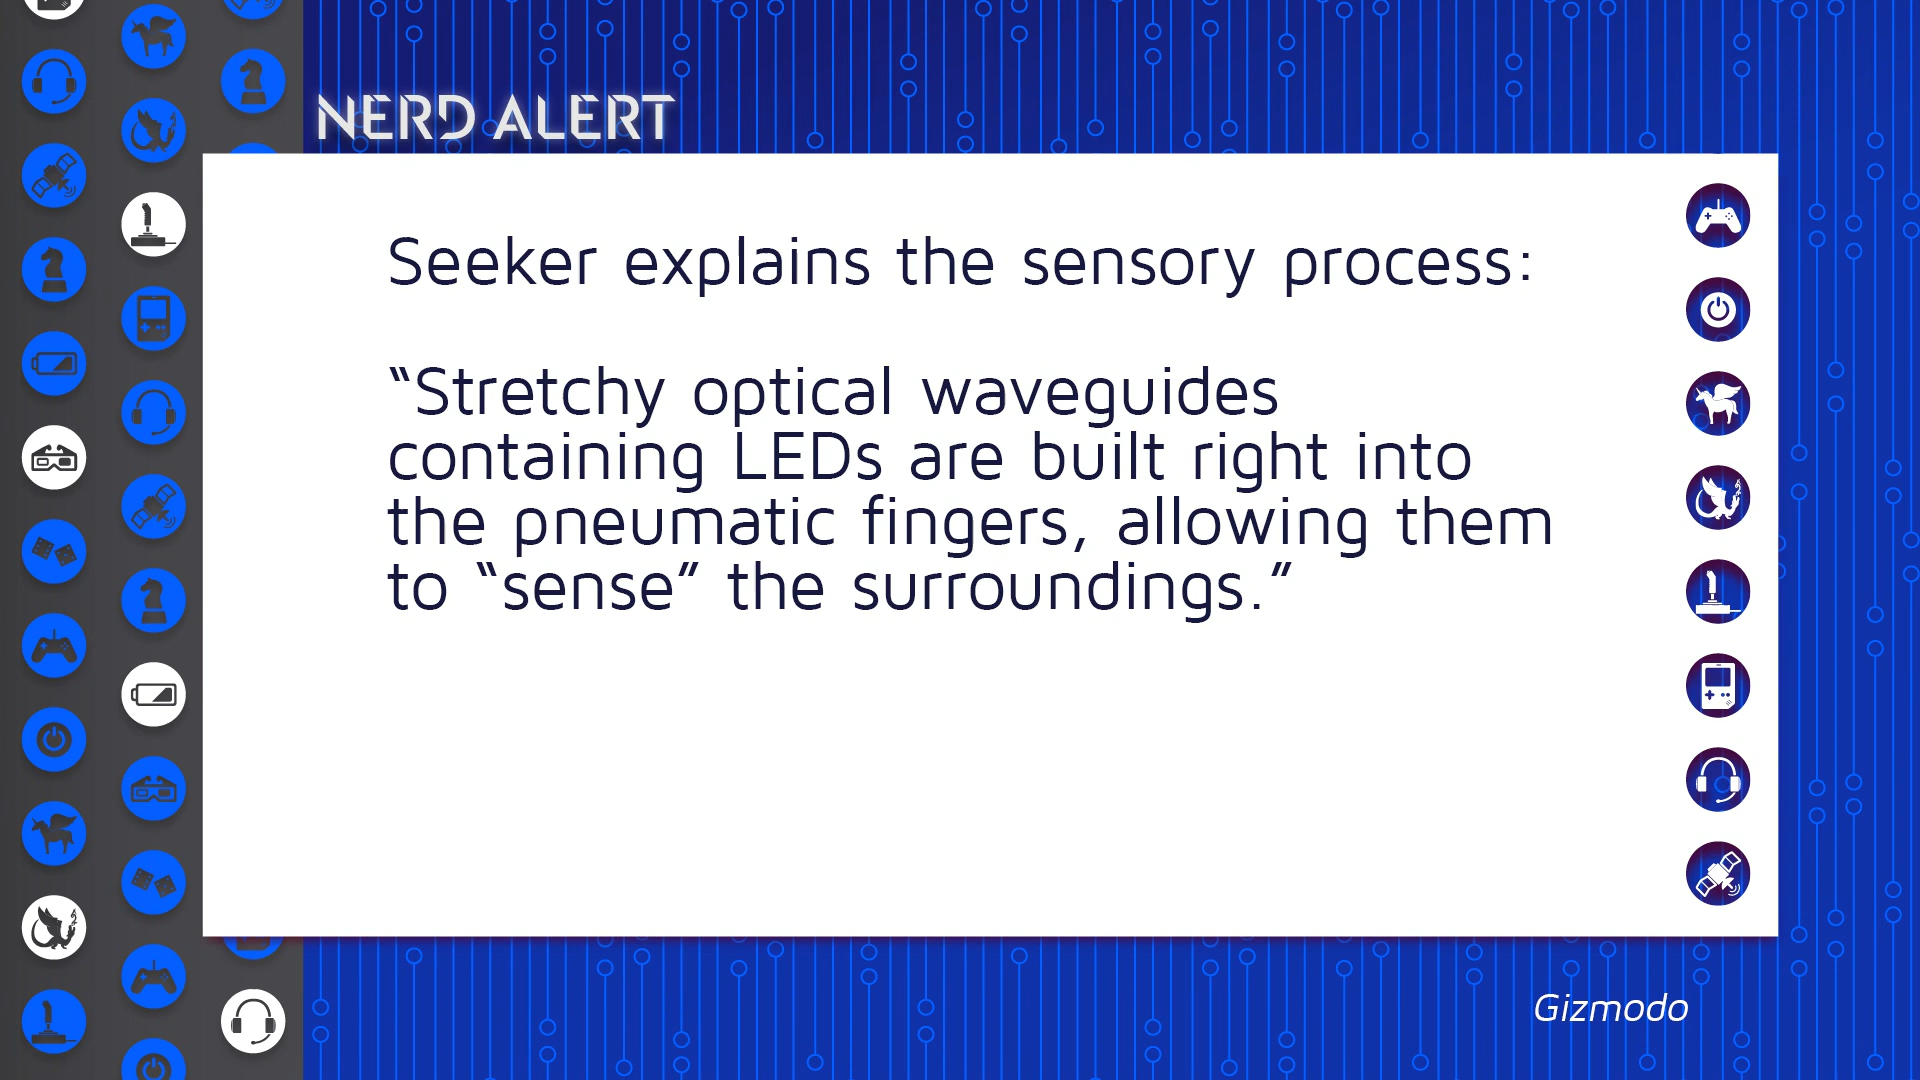 NERD ALERT
Seeker explains the sensory process:
“Stretchy optical waveguides
containing LEDs are built right into
the pneumatic fingers, allowing them
to “sense” the surroundings.”
Gizmodo